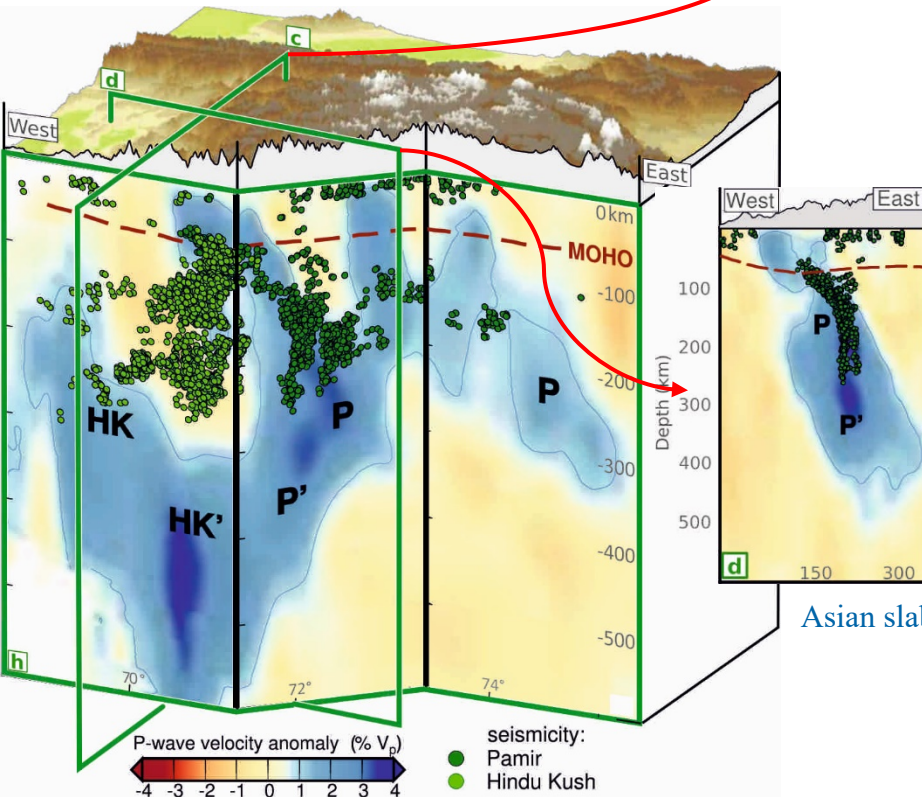 c
d
West
East
0km
MOHO
-100
-200
-300
-400
-500
HK
HK’
P
P’
P
h
70°
72°
74°
Depth (km)
West
East
100
200
300
400
500
P
P’
d
150
300
Asian slab
P-wave velocity anomaly (% Vp)
-4 -3 -2 -1 0 1 2 3 4
seismicity:
Pamir
Hindu Kush